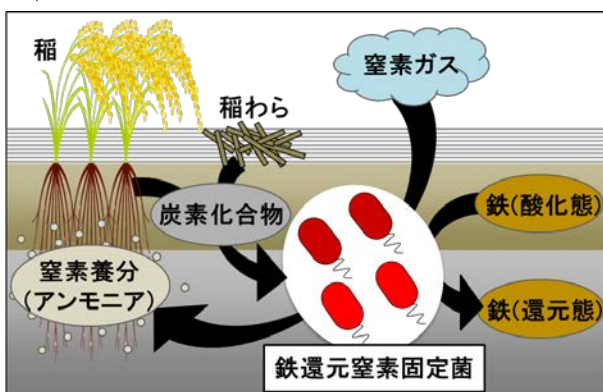 稲
稲わら
窒素ガス
炭素化合物
鉄(酸化態)
窒素養分
(アンモニア)
鉄(還元態)
鉄還元窒素固定菌